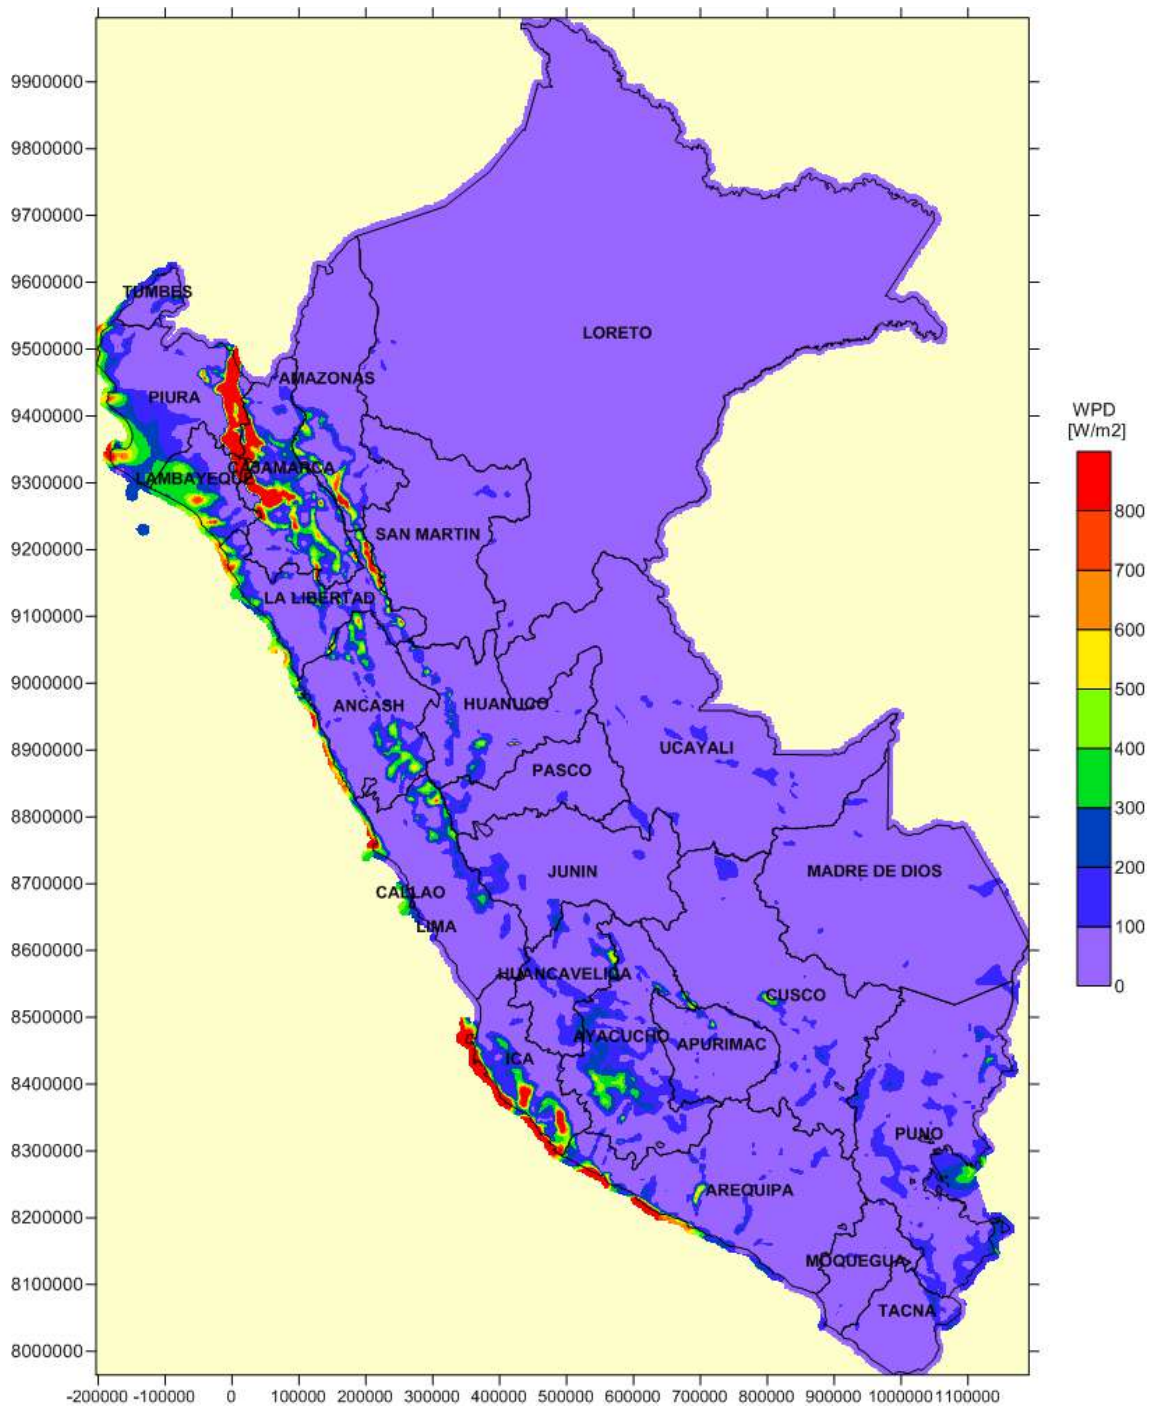 9900000
9800000
9700000
9600000
9500000
9400000
9300000
9200000
9100000
9000000
8900000
8800000
8700000
8600000
8500000
8400000
8300000
8200000
8100000
8000000
TUMBES
LORETO
AMAZONAS
PIURA
CAJAMARCA
LAMBAYEQUE
SAN MARTIN
LA LIBERTAD
ANCASH
HUANUCO
UCAYALI
PASCO
JUNIN
MADRE DE DIOS
CALLAO
LIMA
HUANCAVELICA
CUSCO
AYACUCHO
APURIMAC
ICA
PUNO
AREQUIPA
MOQUEGUA
TACNA
WPD
[W/m2]
800
700
600
500
400
300
200
100
0
-200000 -100000 0 100000 200000 300000 400000 500000 600000 700000 800000 900000 1000000 1100000